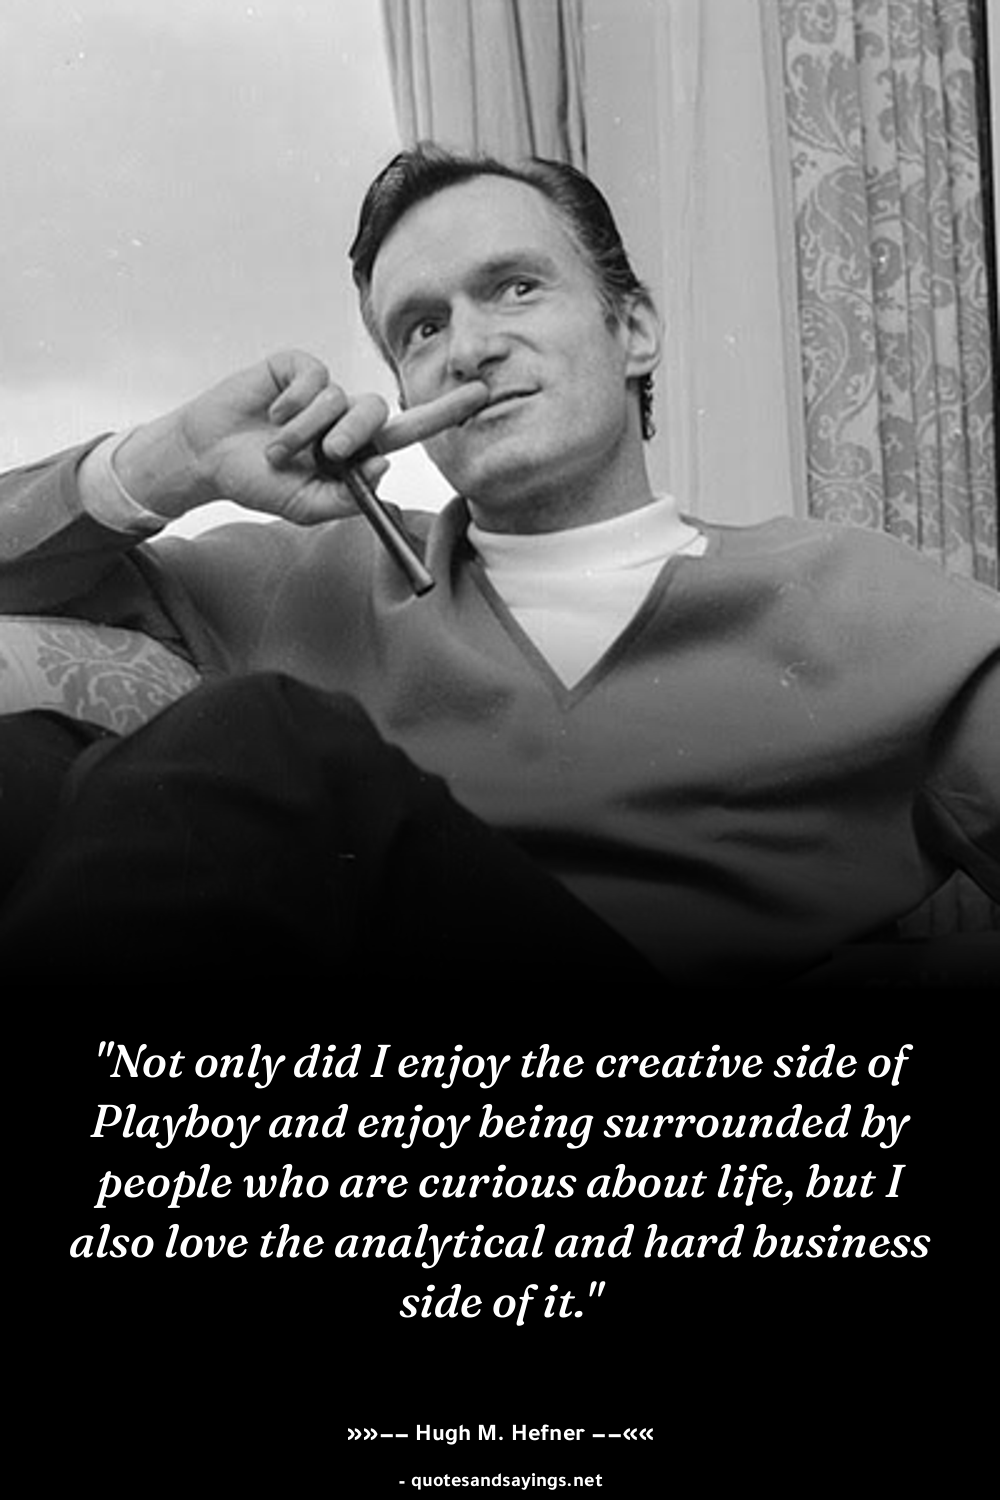 "Not only did I enjoy the creative side of
Playboy and enjoy being surrounded by
people who are curious about life, but I
also love the analytical and hard business
side of it."
»»−− Hugh M. Hefner −−««
- quotesandsayings.net